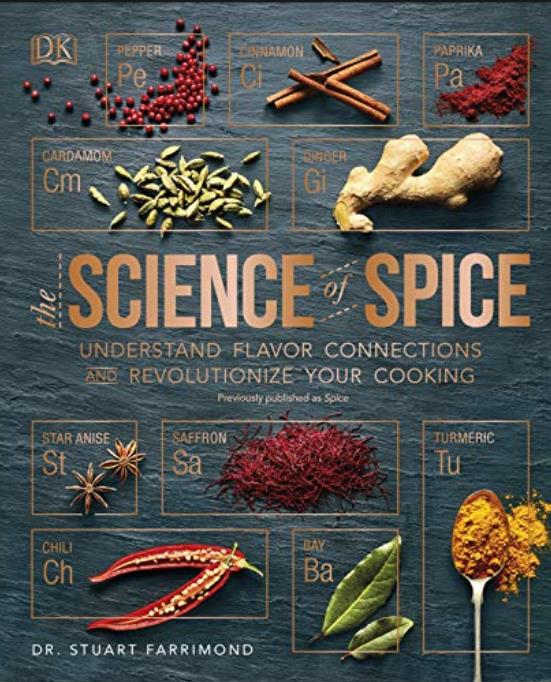 DK
PEPPER
Pe
CINNAMON
Ci
PAPRIKA
Pa
CARDAMOM
Cm
GINGER
Gi
the SCIENCE of SPICE
UNDERSTAND FLAVOR CONNECTIONS
AND REVOLUTIONIZE YOUR COOKING
Previously published as Spice
STAR ANISE
St
SAFFRON
Sa
TURMERIC
Tu
CHILI
Ch
BAY
Ba
DR. STUART FARRIMOND